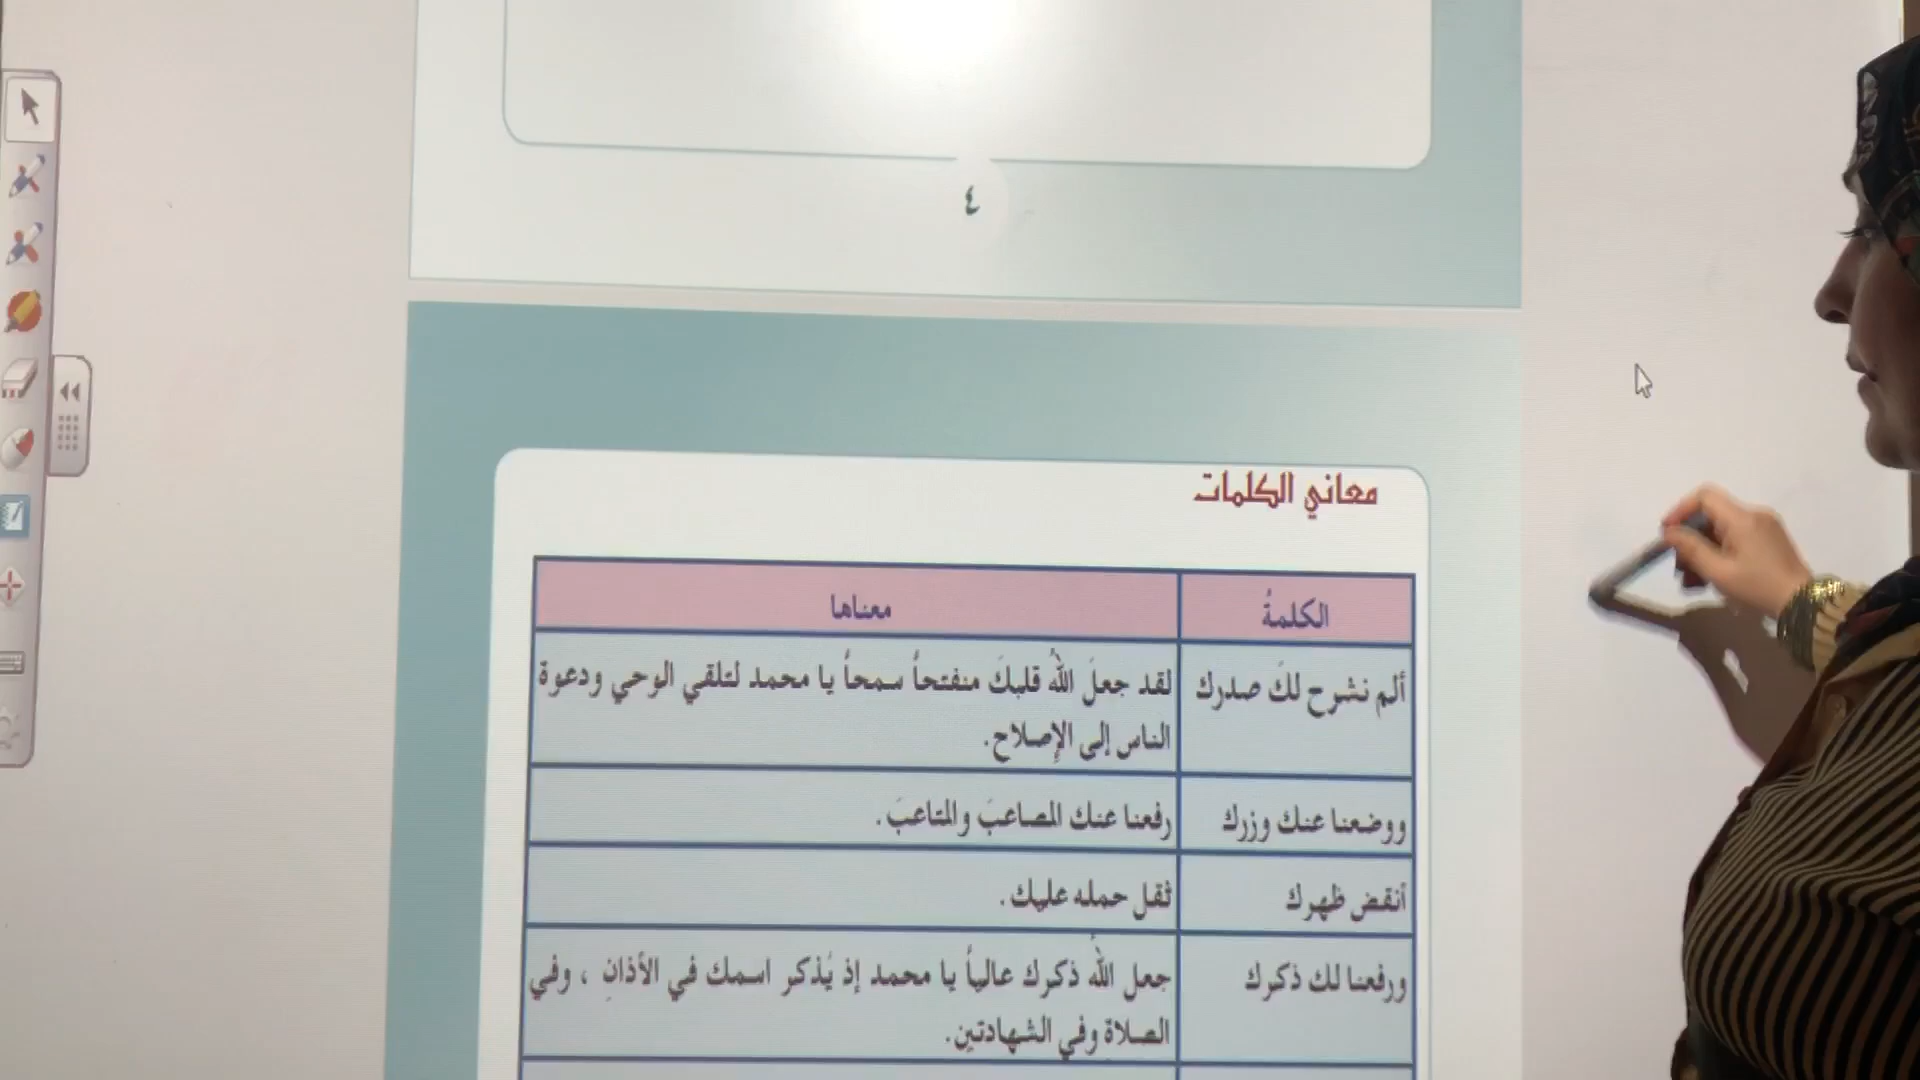 ٤
معاني الكلمات
الكلمةُ
معناها
ألم نشرح لكَ صدرك
لقد جعلَ اللهُ قلبكَ منفتحاً سمحاً يا محمد لتلقي الوحي ودعوة
الناس إلى الإصلاح.
ووضعنا عنك وزرك
رفعنا عنك المصاعبَ والمتاعبَ.
أنقض ظهرك
ثقل حمله عليك.
ورفعنا لك ذكرك
جعل اللهُ ذكرك عالياً يا محمد إذ يُذكر اسمك في الأذانِ ، وفي
الصلاةِ وفي الشهادتين.